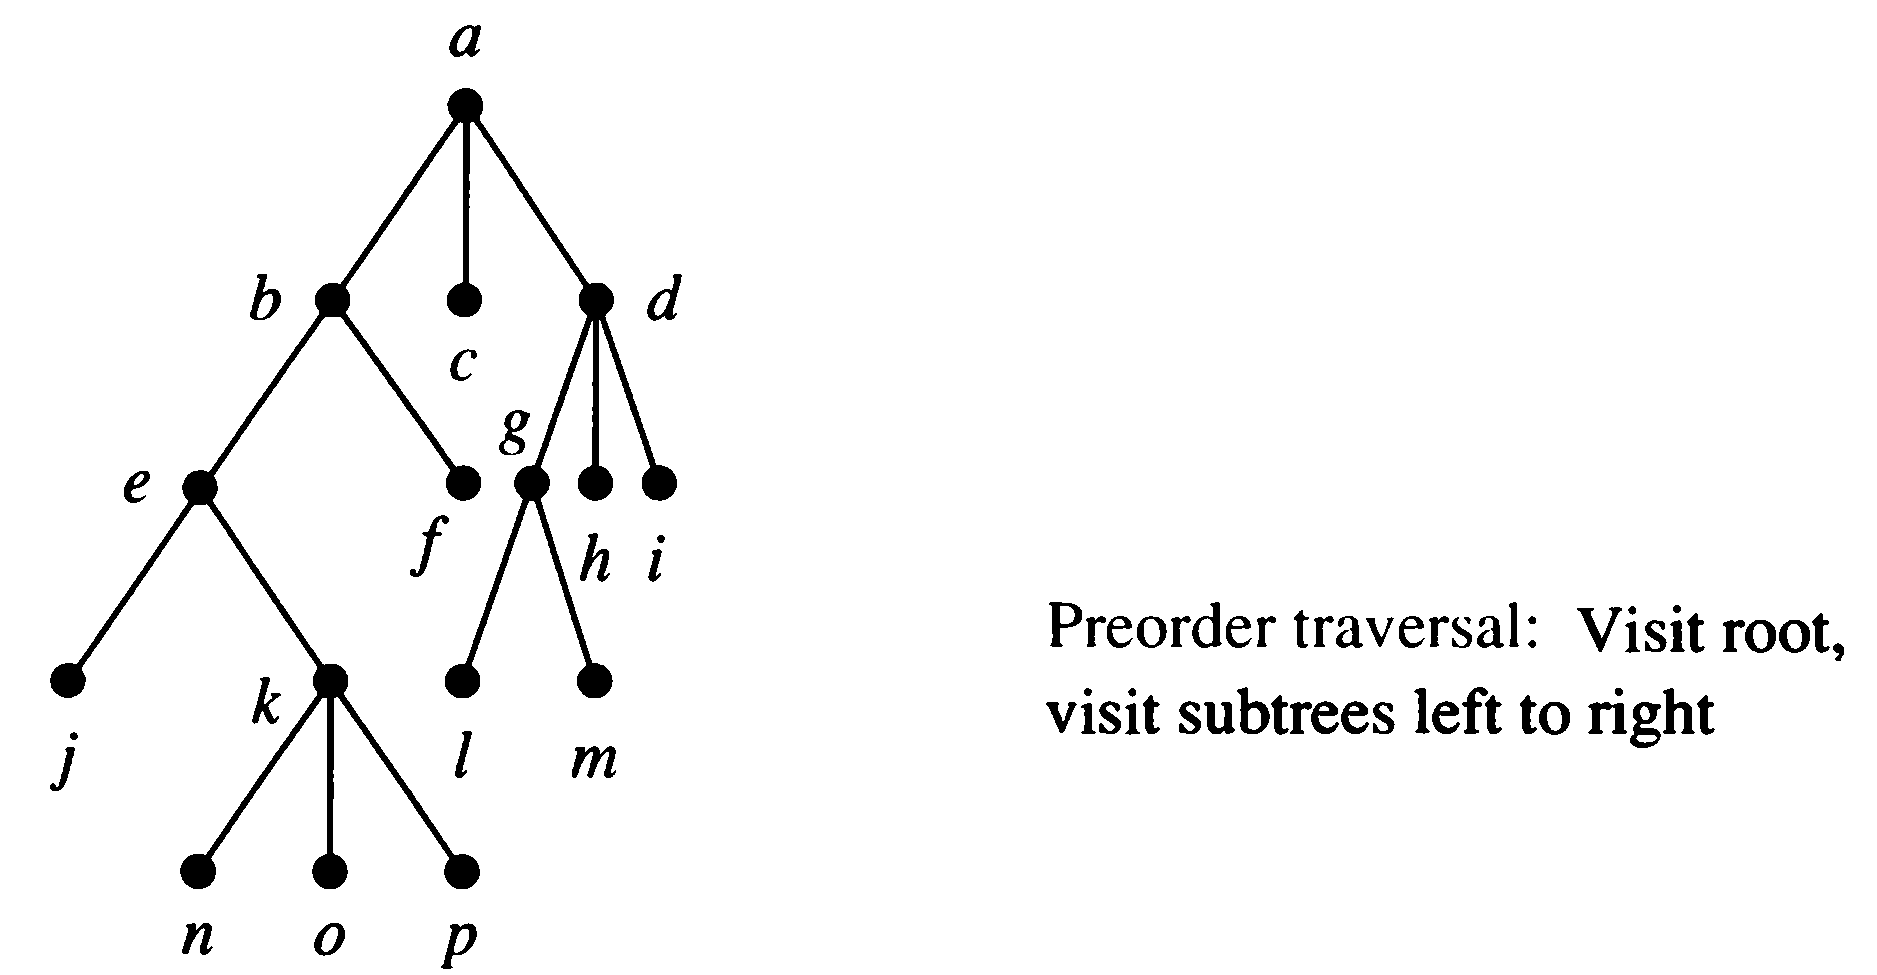 a
b
c
d
g
e
f
h i
k
j
l
m
n o p
Preorder traversal: Visit root,
visit subtrees left to right